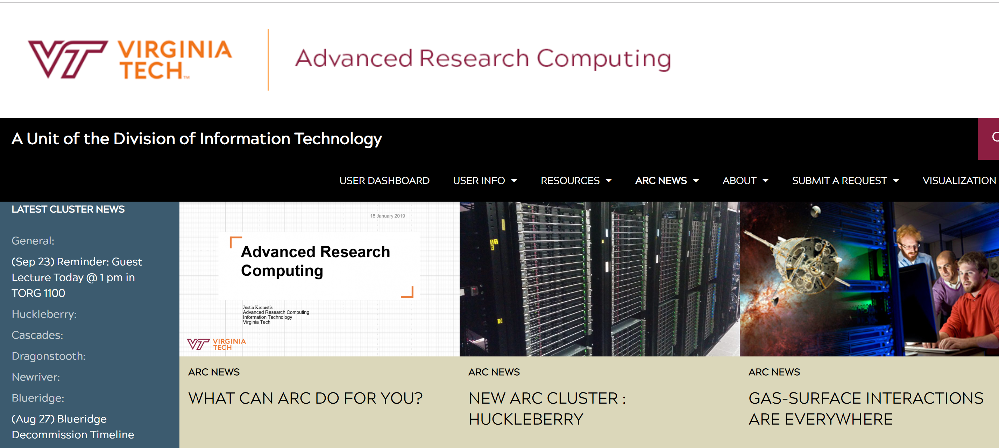 VT VIRGINIA
TECH™
Advanced Research Computing
A Unit of the Division of Information Technology
USER DASHBOARD USER INFO RESOURCES ARC NEWS ABOUT SUBMIT A REQUEST VISUALIZATION
LATEST CLUSTER NEWS
General:
(Sep 23) Reminder: Guest
Lecture Today @ 1 pm in
TORG 1100
Huckleberry:
Cascades:
Dragonstooth:
Newriver:
Blueridge:
(Aug 27) Blueridge
Decommission Timeline
18 January 2019
Advanced Research
Computing
Justin Krometis
Advanced Research Computing
Information Technology
Virginia Tech
VT VIRGINIA
TECH
ARC NEWS
WHAT CAN ARC DO FOR YOU?
ARC NEWS
NEW ARC CLUSTER :
HUCKLEBERRY
ARC NEWS
GAS-SURFACE INTERACTIONS
ARE EVERYWHERE